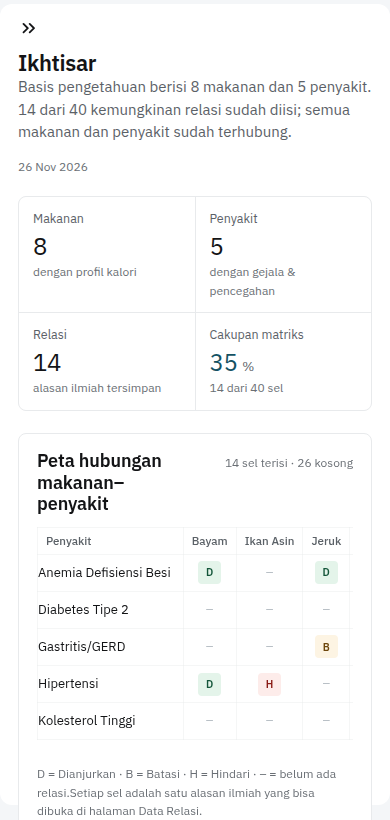 Ikhtisar
Basis pengetahuan berisi 8 makanan dan 5 penyakit.
14 dari 40 kemungkinan relasi sudah diisi; semua
makanan dan penyakit sudah terhubung.
26 Nov 2026
Makanan
8
dengan profil kalori
Penyakit
5
dengan gejala &
pencegahan
Relasi
14
alasan ilmiah tersimpan
Cakupan matriks
35 %
14 dari 40 sel
Peta hubungan
makanan–
penyakit
14 sel terisi · 26 kosong
Penyakit Bayam Ikan Asin Jeruk
Anemia Defisiensi Besi D – D
Diabetes Tipe 2 – – –
Gastritis/GERD – – B
Hipertensi D H –
Kolesterol Tinggi – – –
D = Dianjurkan · B = Batasi · H = Hindari · – = belum ada
relasi.Setiap sel adalah satu alasan ilmiah yang bisa
dibuka di halaman Data Relasi.